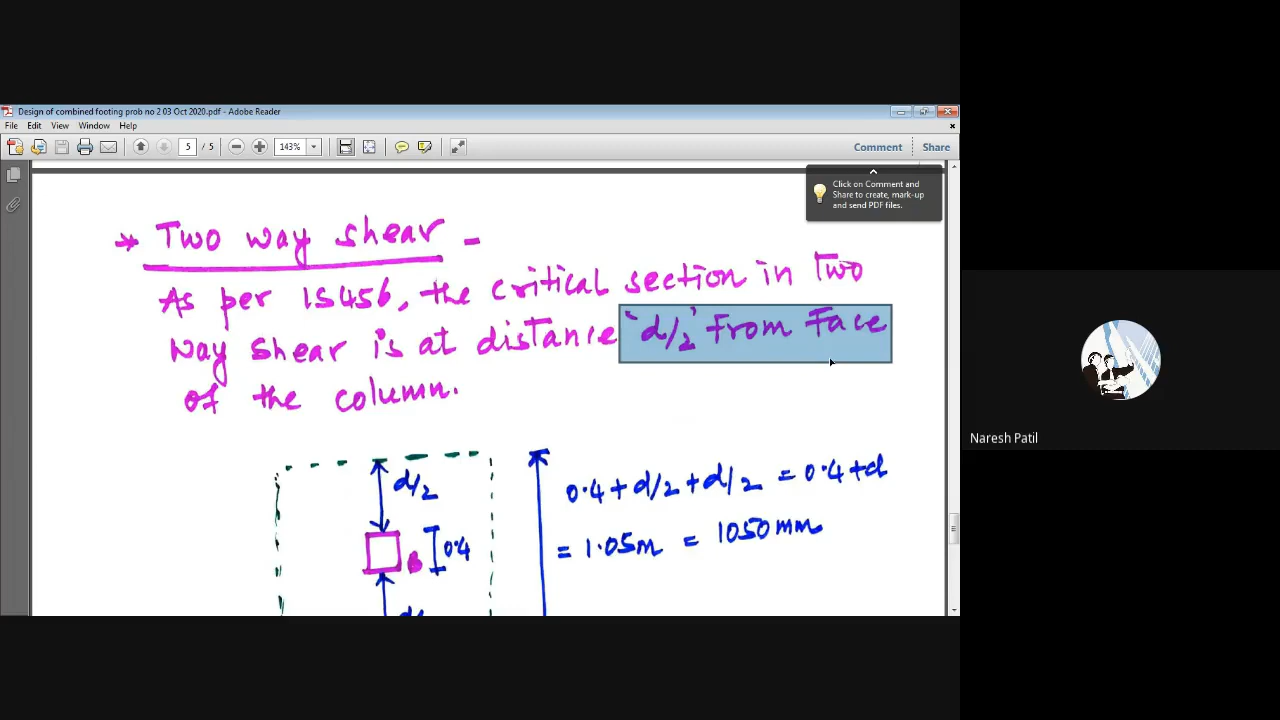 Design of combined footing prob no 2 03 Oct 2020.pdf - Adobe Reader
File Edit View Window Help
5 / 5 143% Comment Share
Click on Comment and
Share to create, mark-up
and send PDF files.
* Two way shear -
As per IS456, the critical section in Two
way shear is at distance 'd/2' from Face
of the column.
d/2
0.4+d/2+d/2 = 0.4+d
= 1.05m = 1050mm
B 0.4
Naresh Patil